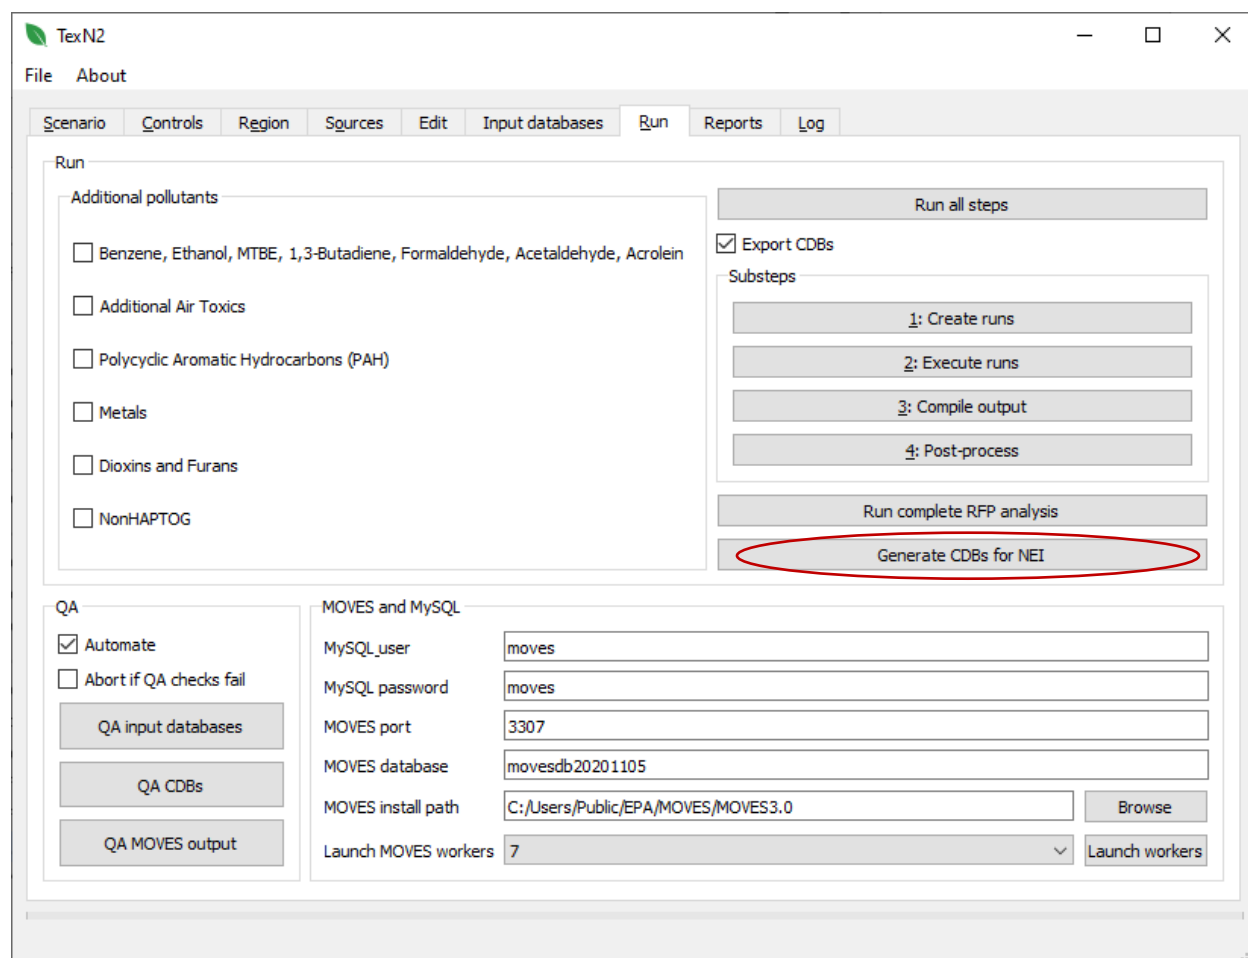 TexN2
File About
Scenario Controls Region Sources Edit Input databases Run Reports Log
Run
Additional pollutants
Benzene, Ethanol, MTBE, 1,3-Butadiene, Formaldehyde, Acetaldehyde, Acrolein
Additional Air Toxics
Polycyclic Aromatic Hydrocarbons (PAH)
Metals
Dioxins and Furans
NonHAPTOG
Run all steps
Export CDBs
Substeps
1: Create runs
2: Execute runs
3: Compile output
4: Post-process
Run complete RFP analysis
Generate CDBs for NEI
QA
Automate
Abort if QA checks fail
QA input databases
QA CDBs
QA MOVES output
MOVES and MySQL
MySQL_user moves
MySQL password moves
MOVES port 3307
MOVES database movesdb20201105
MOVES install path C:/Users/Public/EPA/MOVES/MOVES3.0 Browse
Launch MOVES workers 7 Launch workers